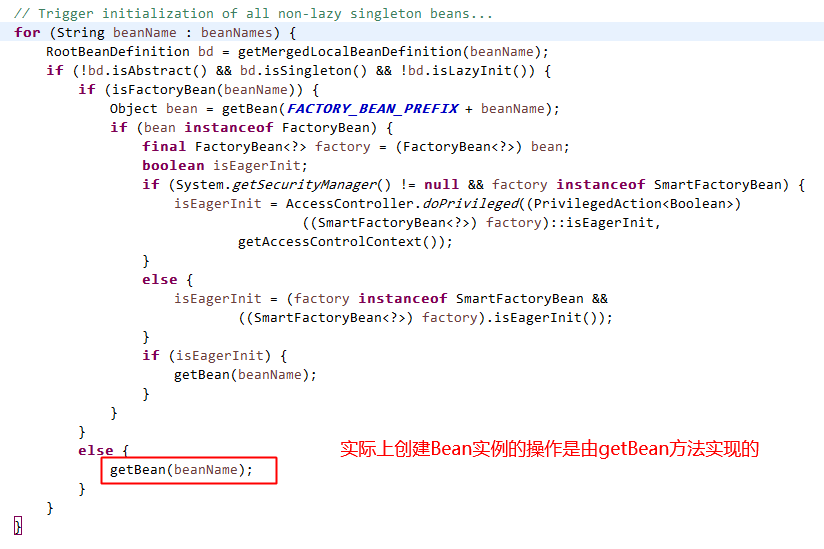 // Trigger initialization of all non-lazy singleton beans...
for (String beanName : beanNames) {
RootBeanDefinition bd = getMergedLocalBeanDefinition(beanName);
if (!bd.isAbstract() && bd.isSingleton() && !bd.isLazyInit()) {
if (isFactoryBean(beanName)) {
Object bean = getBean(FACTORY_BEAN_PREFIX + beanName);
if (bean instanceof FactoryBean) {
final FactoryBean<?> factory = (FactoryBean<?>) bean;
boolean isEagerInit;
if (System.getSecurityManager() != null && factory instanceof SmartFactoryBean) {
isEagerInit = AccessController.doPrivileged((PrivilegedAction<Boolean>)
((SmartFactoryBean<?>) factory)::isEagerInit,
getAccessControlContext());
}
else {
isEagerInit = (factory instanceof SmartFactoryBean &&
((SmartFactoryBean<?>) factory).isEagerInit());
}
if (isEagerInit) {
getBean(beanName);
}
}
}
else {
实际上创建Bean实例的操作是由getBean方法实现的
getBean(beanName);
}
}
}